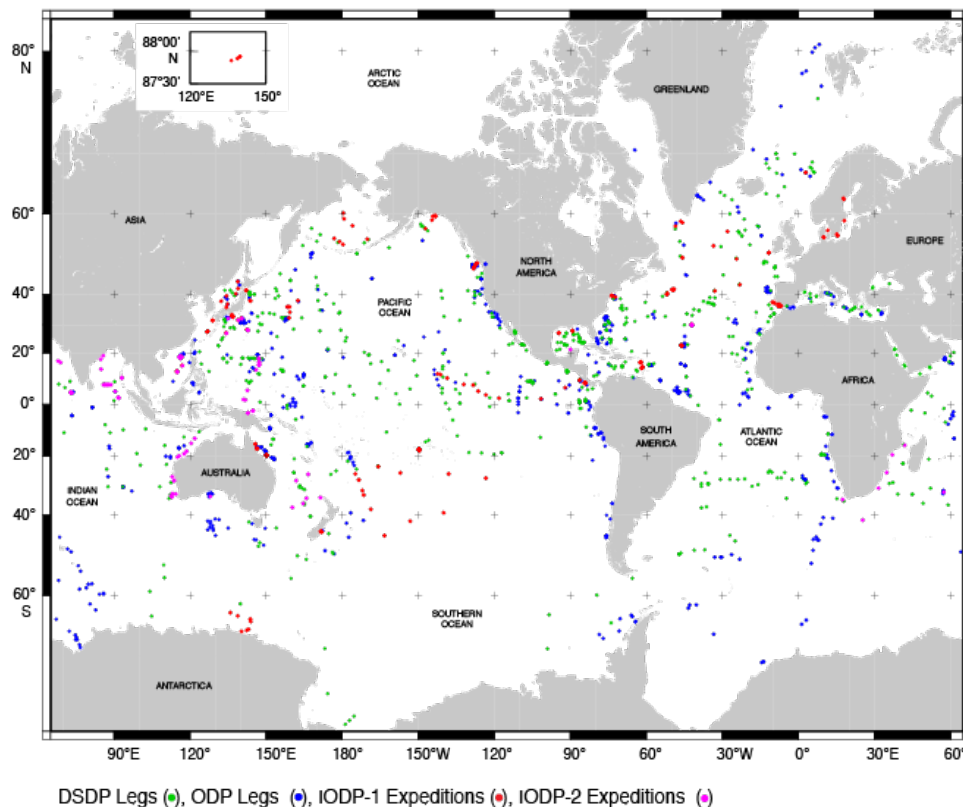 80°
N
60°
40°
20°
0°
20°
40°
60°
S
88°00'
N
87°30'
120°E 150°
ARCTIC
OCEAN
GREENLAND
ASIA
EUROPE
NORTH
AMERICA
PACIFIC
OCEAN
AFRICA
SOUTH
AMERICA
ATLANTIC
OCEAN
AUSTRALIA
INDIAN
OCEAN
SOUTHERN
OCEAN
ANTARCTICA
90°E 120° 150° 180° 150° 120° 90° 60° 30°W 0° 30°E 60°
DSDP Legs (•), ODP Legs (•), IODP-1 Expeditions (•), IODP-2 Expeditions (•)